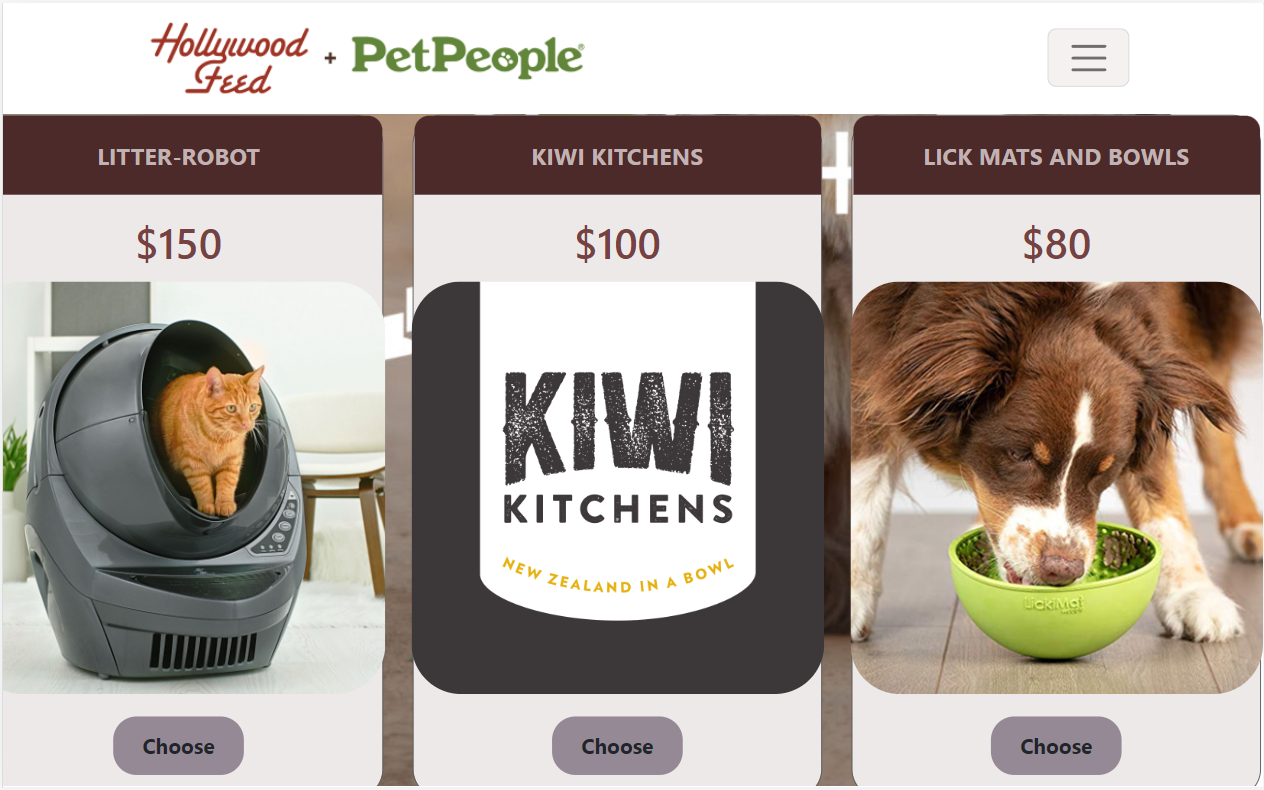 Hollywood
Feed
+
PetPeople®
LITTER-ROBOT
$150
Choose
KIWI KITCHENS
$100
KIWI
KITCHENS
NEW ZEALAND IN A BOWL
Choose
LICK MATS AND BOWLS
$80
LickiMat
Choose